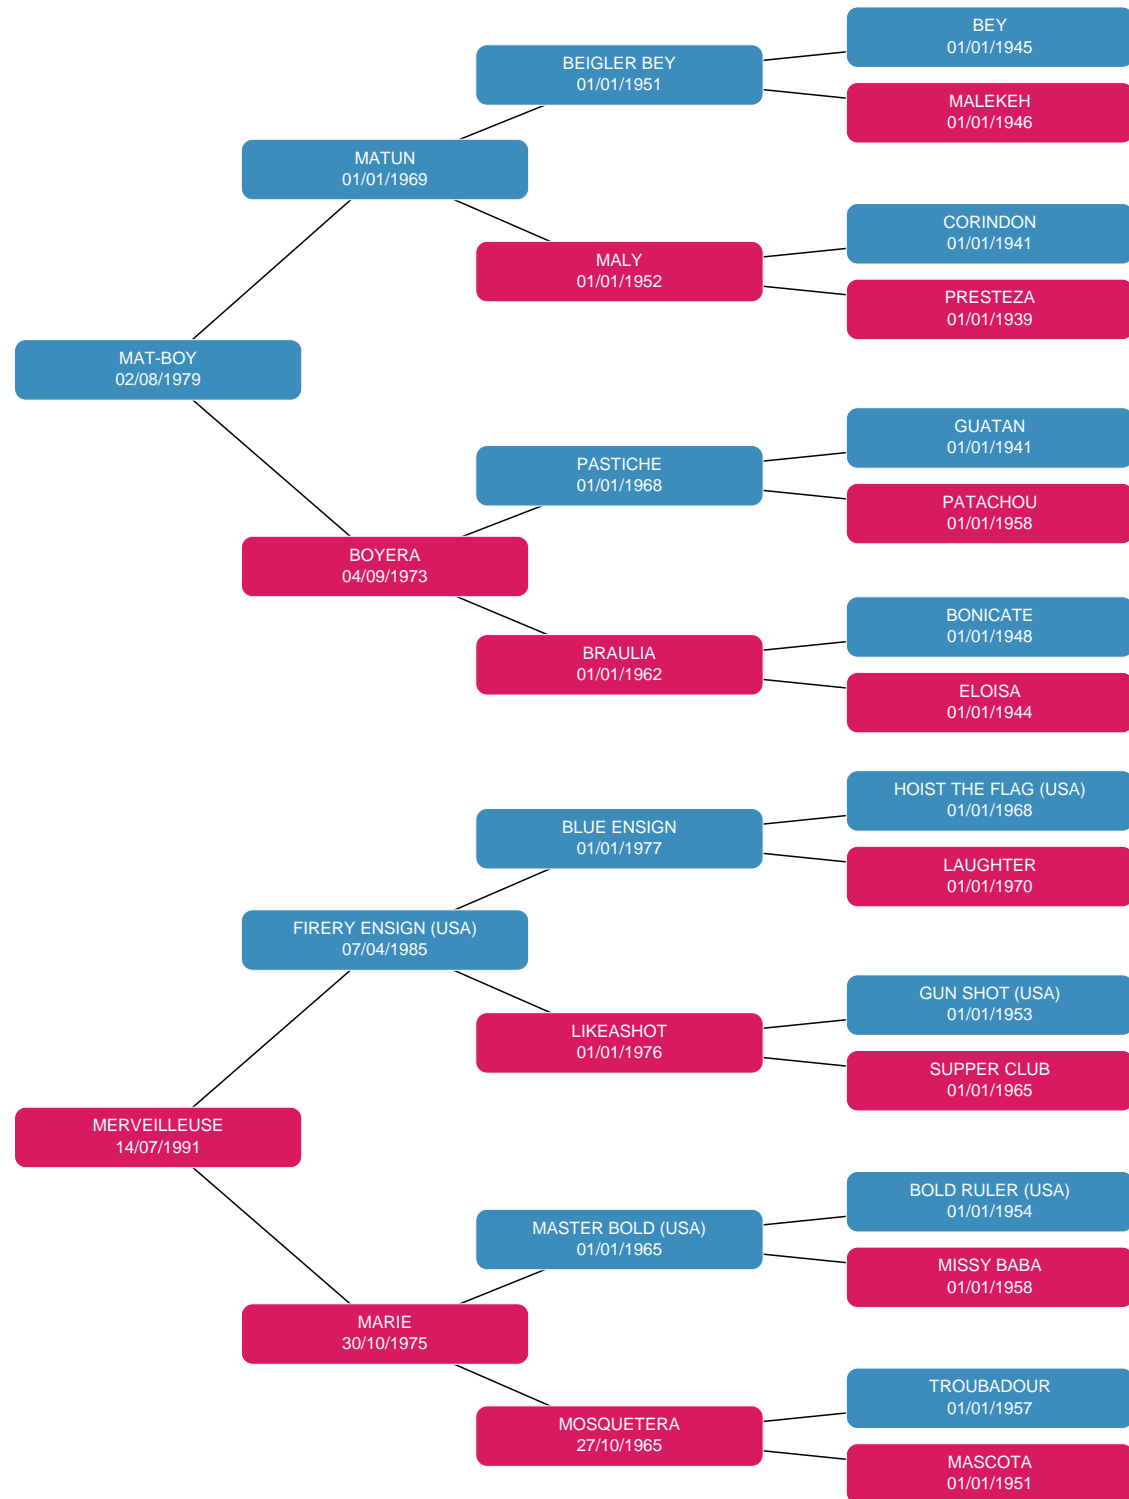 BEY
01/01/1945
BEIGLER BEY
01/01/1951
MALEKEH
01/01/1946
MATUN
01/01/1969
CORINDON
01/01/1941
MALY
01/01/1952
PRESTEZA
01/01/1939
MAT-BOY
02/08/1979
GUATAN
01/01/1941
PASTICHE
01/01/1968
PATACHOU
01/01/1958
BOYERA
04/09/1973
BONICATE
01/01/1948
BRAULIA
01/01/1962
ELOISA
01/01/1944
HOIST THE FLAG (USA)
01/01/1968
BLUE ENSIGN
01/01/1977
LAUGHTER
01/01/1970
FIRERY ENSIGN (USA)
07/04/1985
GUN SHOT (USA)
01/01/1953
LIKEASHOT
01/01/1976
SUPPER CLUB
01/01/1965
MERVEILLEUSE
14/07/1991
BOLD RULER (USA)
01/01/1954
MASTER BOLD (USA)
01/01/1965
MISSY BABA
01/01/1958
MARIE
30/10/1975
TROUBADOUR
01/01/1957
MOSQUETERA
27/10/1965
MASCOTA
01/01/1951